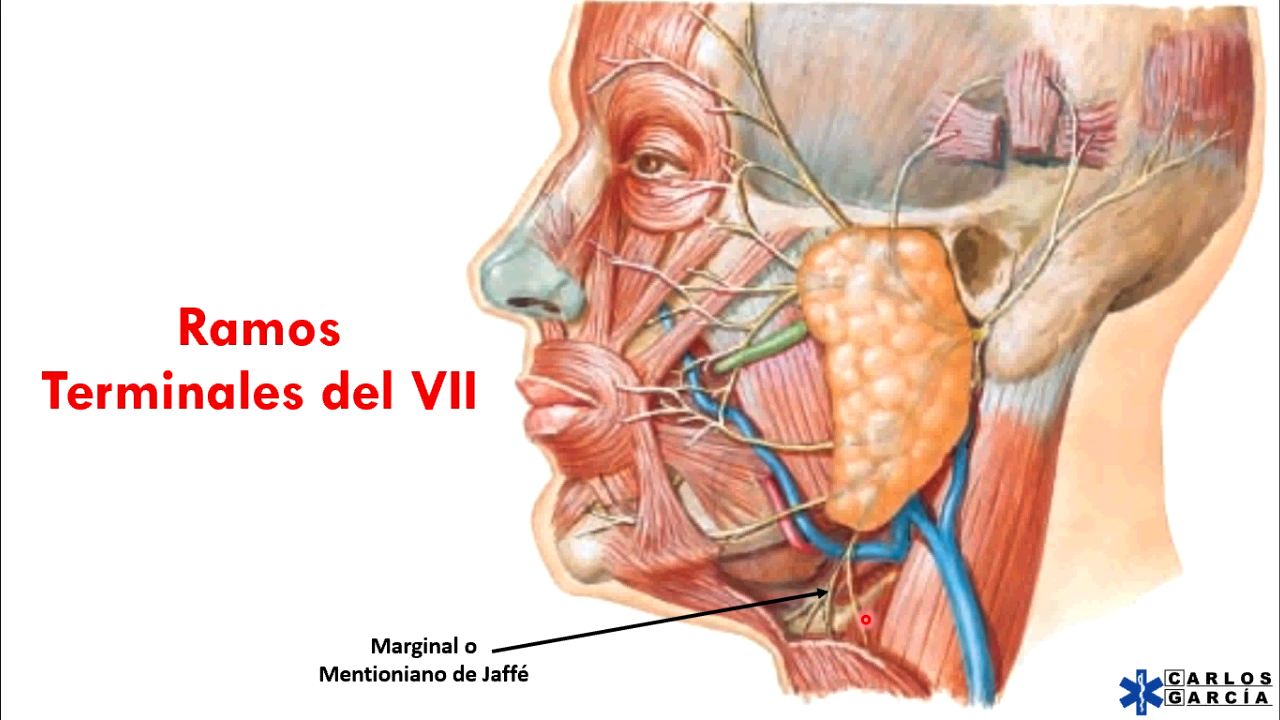 Ramos
Terminales del VII
Marginal o
Mentioniano de Jaffé
CARLOS
GARCÍA